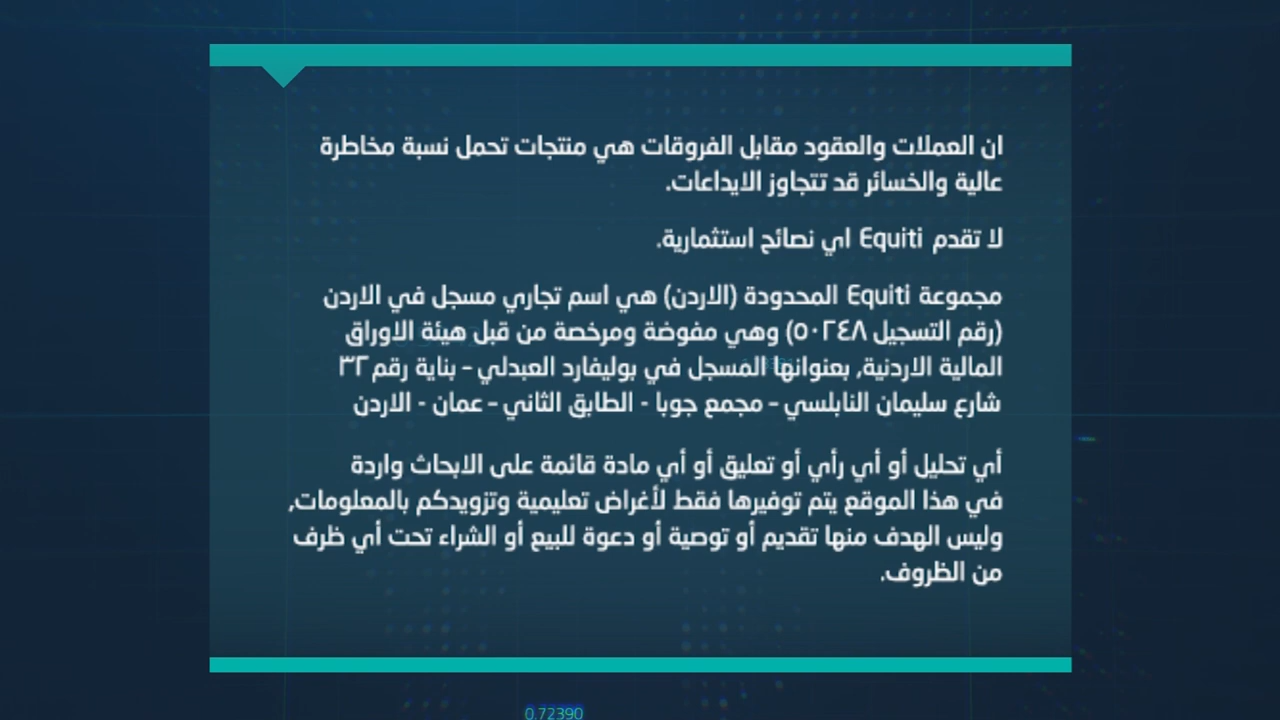 ان العملات والعقود مقابل الفروقات هي منتجات تحمل نسبة مخاطرة
عالية والخسائر قد تتجاوز الايداعات.
لا تقدم Equiti اي نصائح استثمارية.
مجموعة Equiti المحدودة (الاردن) هي اسم تجاري مسجل في الاردن
(رقم التسجيل ٥٠٢٤٨) وهي مفوضة ومرخصة من قبل هيئة الاوراق
المالية الاردنية, بعنوانها المسجل في بوليفارد العبدلي – بناية رقم ٣٢
شارع سليمان النابلسي – مجمع جوبا - الطابق الثاني – عمان - الاردن
أي تحليل أو أي رأي أو تعليق أو أي مادة قائمة على الابحاث واردة
في هذا الموقع يتم توفيرها فقط لأغراض تعليمية وتزويدكم بالمعلومات,
وليس الهدف منها تقديم أو توصية أو دعوة للبيع أو الشراء تحت أي ظرف
من الظروف.
0.72390